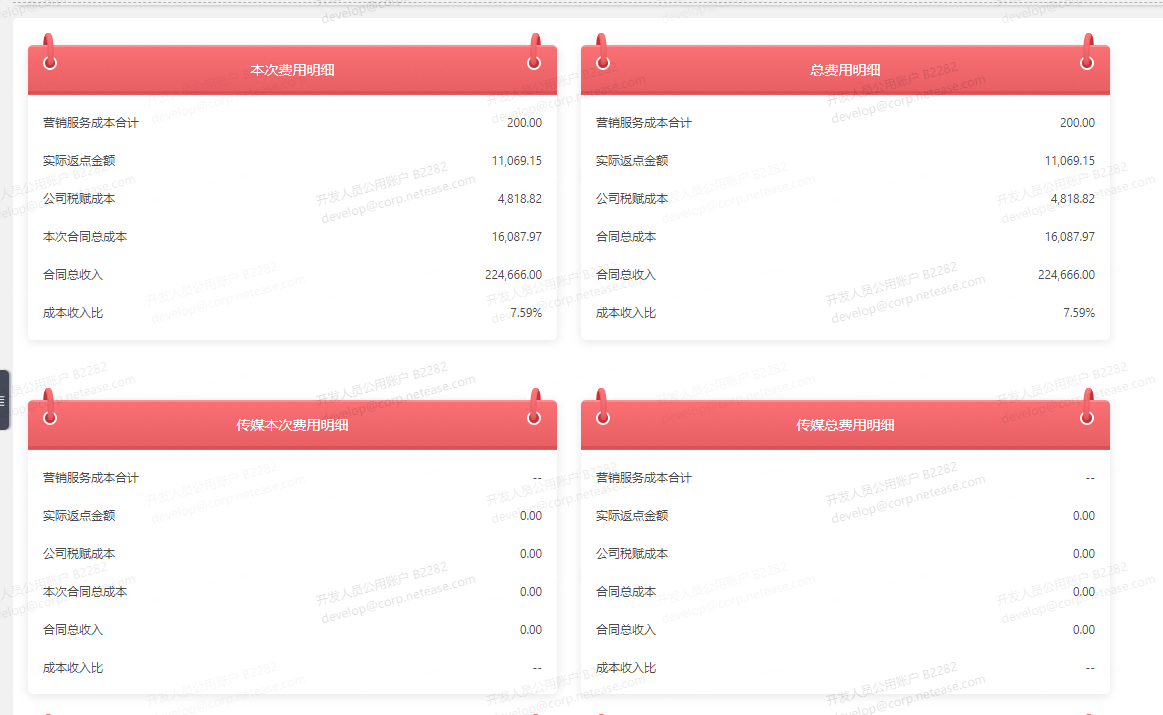 本次费用明细
营销服务成本合计 200.00
实际返点金额 11,069.15
公司税赋成本 4,818.82
本次合同总成本 16,087.97
合同总收入 224,666.00
成本收入比 7.59%
总费用明细
营销服务成本合计 200.00
实际返点金额 11,069.15
公司税赋成本 4,818.82
合同总成本 16,087.97
合同总收入 224,666.00
成本收入比 7.59%
传媒本次费用明细
营销服务成本合计 --
实际返点金额 0.00
公司税赋成本 0.00
本次合同总成本 0.00
合同总收入 0.00
成本收入比 --
传媒总费用明细
营销服务成本合计 --
实际返点金额 0.00
公司税赋成本 0.00
合同总成本 0.00
合同总收入 0.00
成本收入比 --
开发人员公用账户 B2282
develop@corp.netease.com